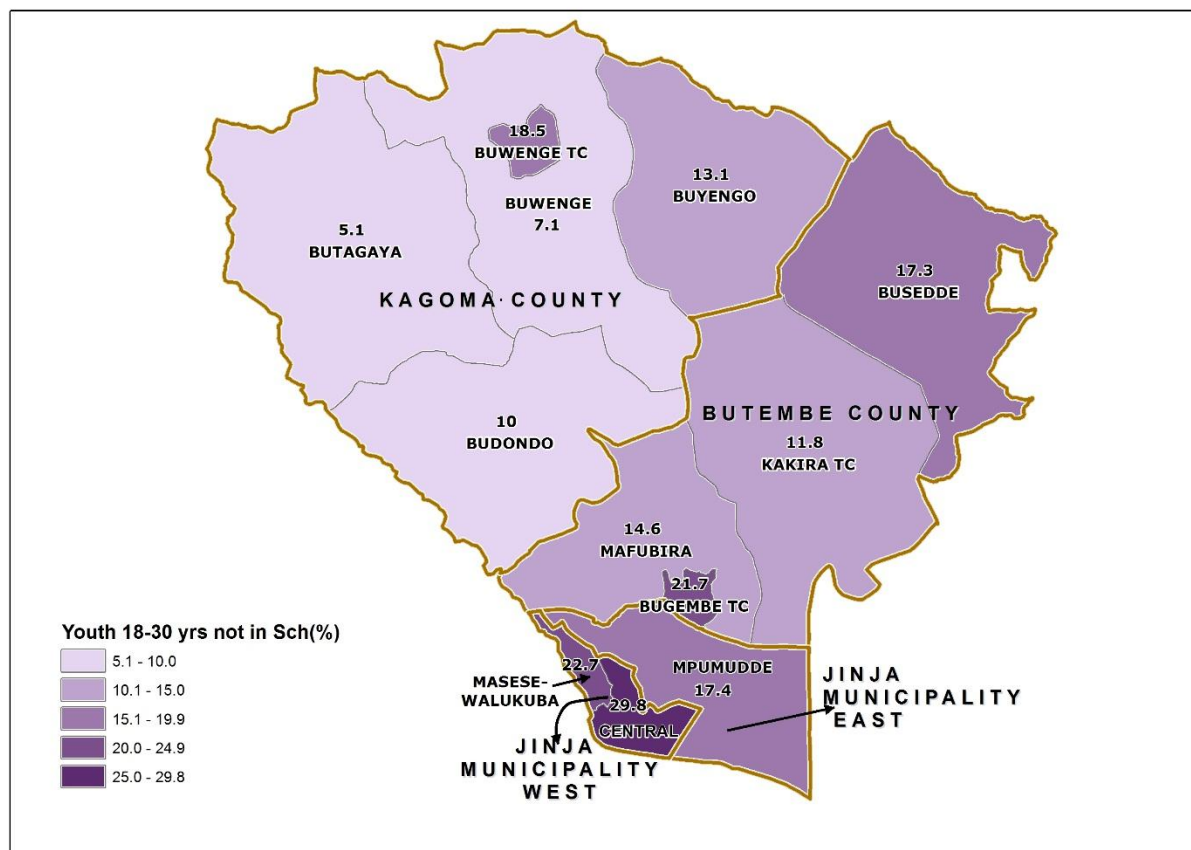 18.5
BUWENGE TC
13.1
BUYENGO
BUWENGE
7.1
5.1
BUTAGAYA
17.3
BUSEDDE
KAGOMA COUNTY
10
BUDONDO
BUTEMBE COUNTY
11.8
KAKIRA TC
14.6
MAFUBIRA
21.7
BUGEMBE TC
Youth 18-30 yrs not in Sch(%)
5.1 - 10.0
10.1 - 15.0
15.1 - 19.9
20.0 - 24.9
25.0 - 29.8
22.7
MASESE-
WALUKUBA
MPUMUDDE
17.4
29.8
CENTRAL
JINJA
MUNICIPALITY
EAST
JINJA
MUNICIPALITY
WEST